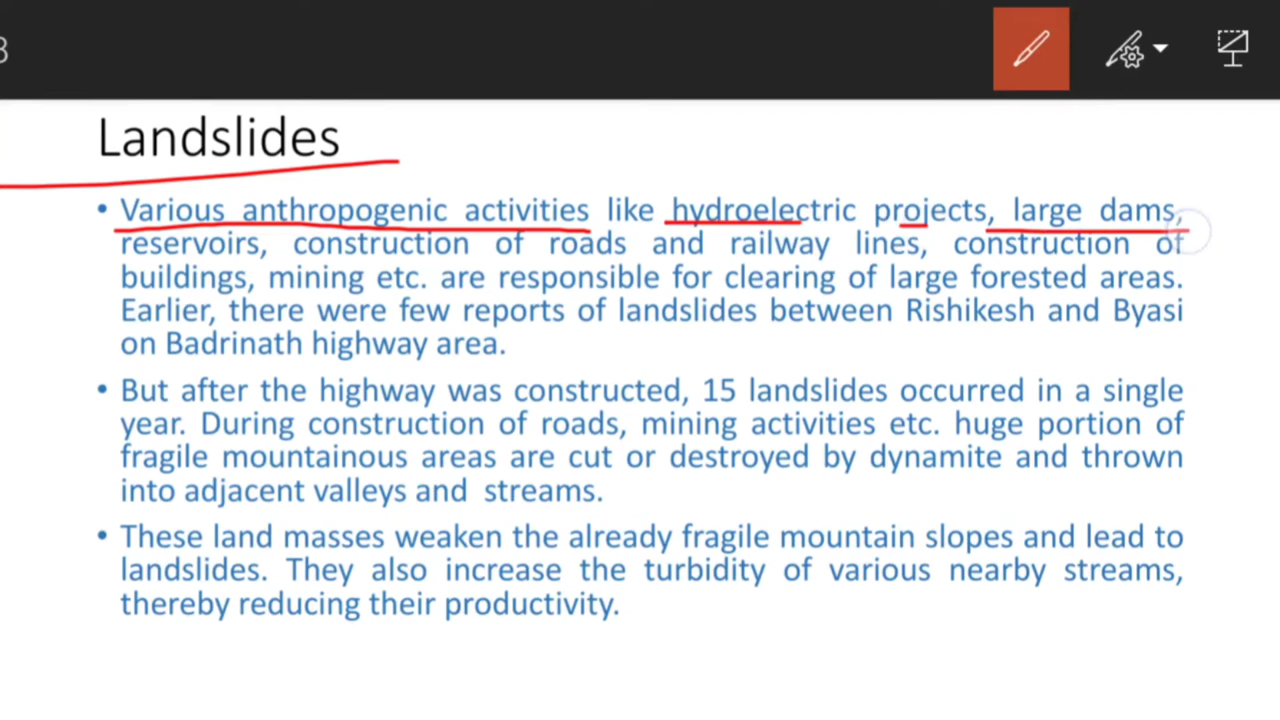 3
Landslides
• Various anthropogenic activities like hydroelectric projects, large dams,
reservoirs, construction of roads and railway lines, construction of
buildings, mining etc. are responsible for clearing of large forested areas.
Earlier, there were few reports of landslides between Rishikesh and Byasi
on Badrinath highway area.
• But after the highway was constructed, 15 landslides occurred in a single
year. During construction of roads, mining activities etc. huge portion of
fragile mountainous areas are cut or destroyed by dynamite and thrown
into adjacent valleys and streams.
• These land masses weaken the already fragile mountain slopes and lead to
landslides. They also increase the turbidity of various nearby streams,
thereby reducing their productivity.